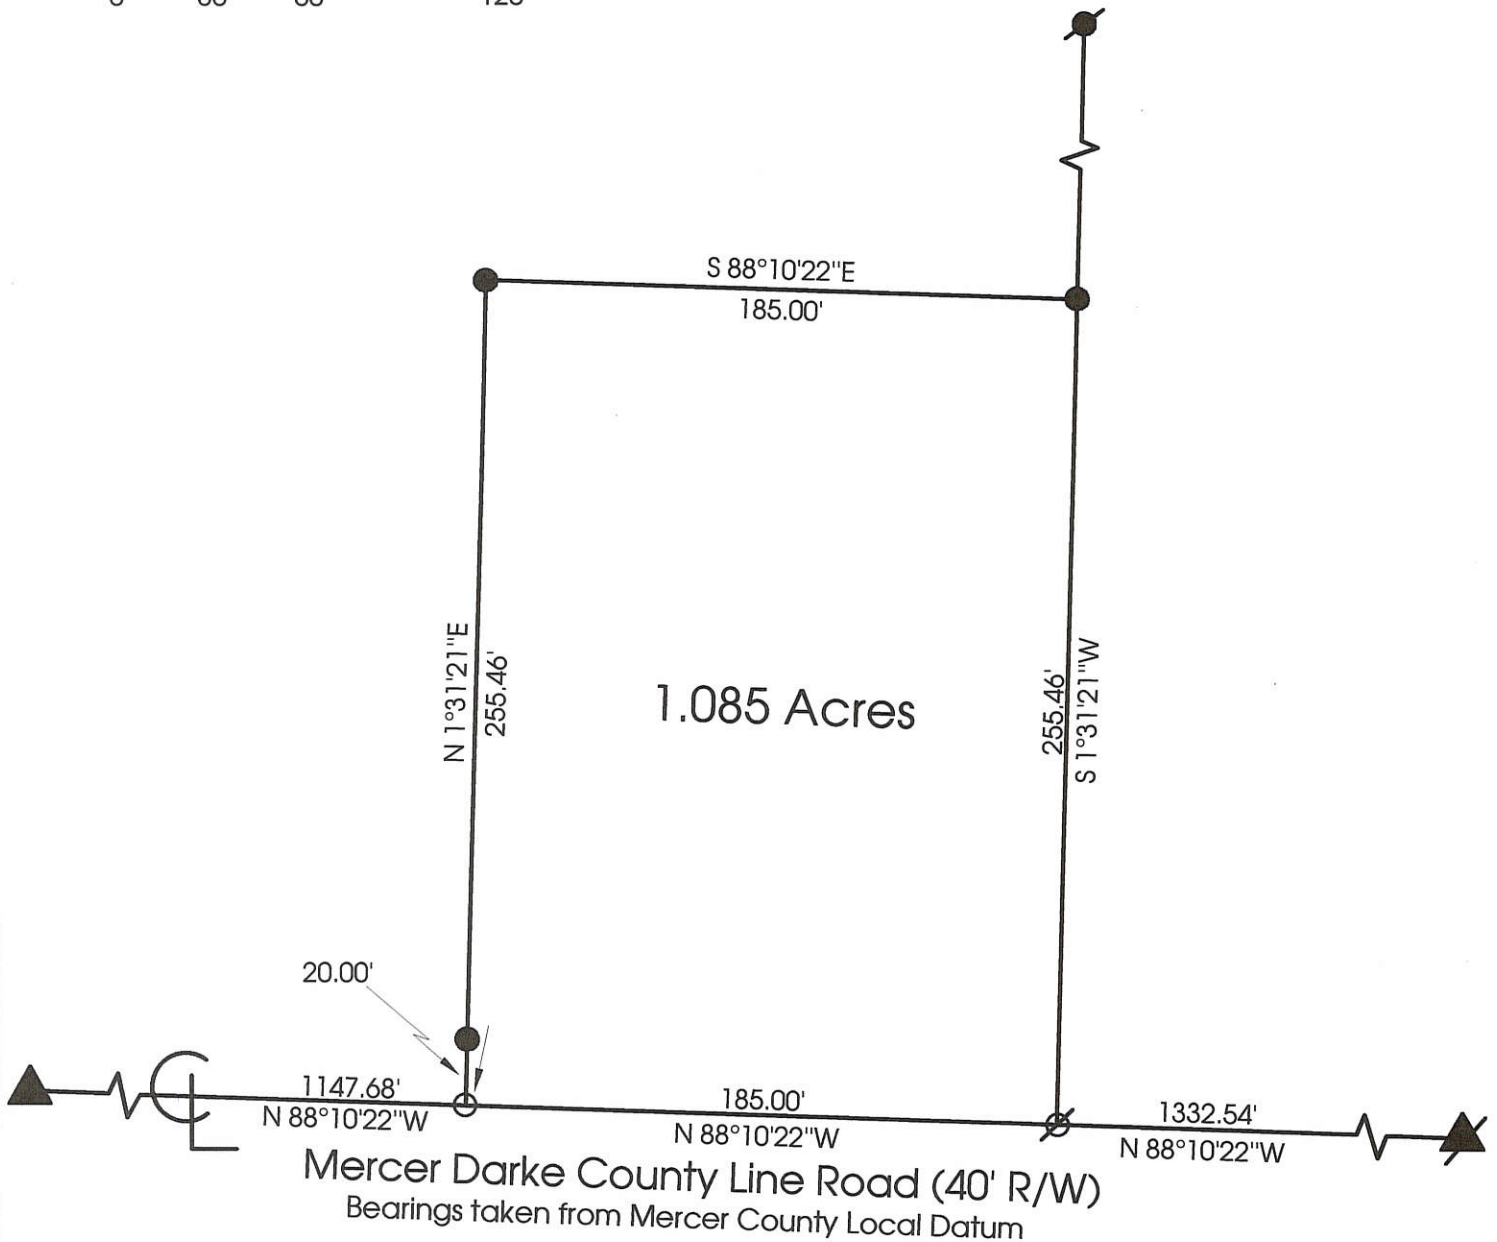 S 88°10'22"E
185.00'
N 1°31'21"E
255.46'
1.085 Acres
255.46'
S 1°31'21"W
20.00'
CL
1147.68'
N 88°10'22"W
185.00'
N 88°10'22"W
1332.54'
N 88°10'22"W
Mercer Darke County Line Road (40' R/W)
Bearings taken from Mercer County Local Datum